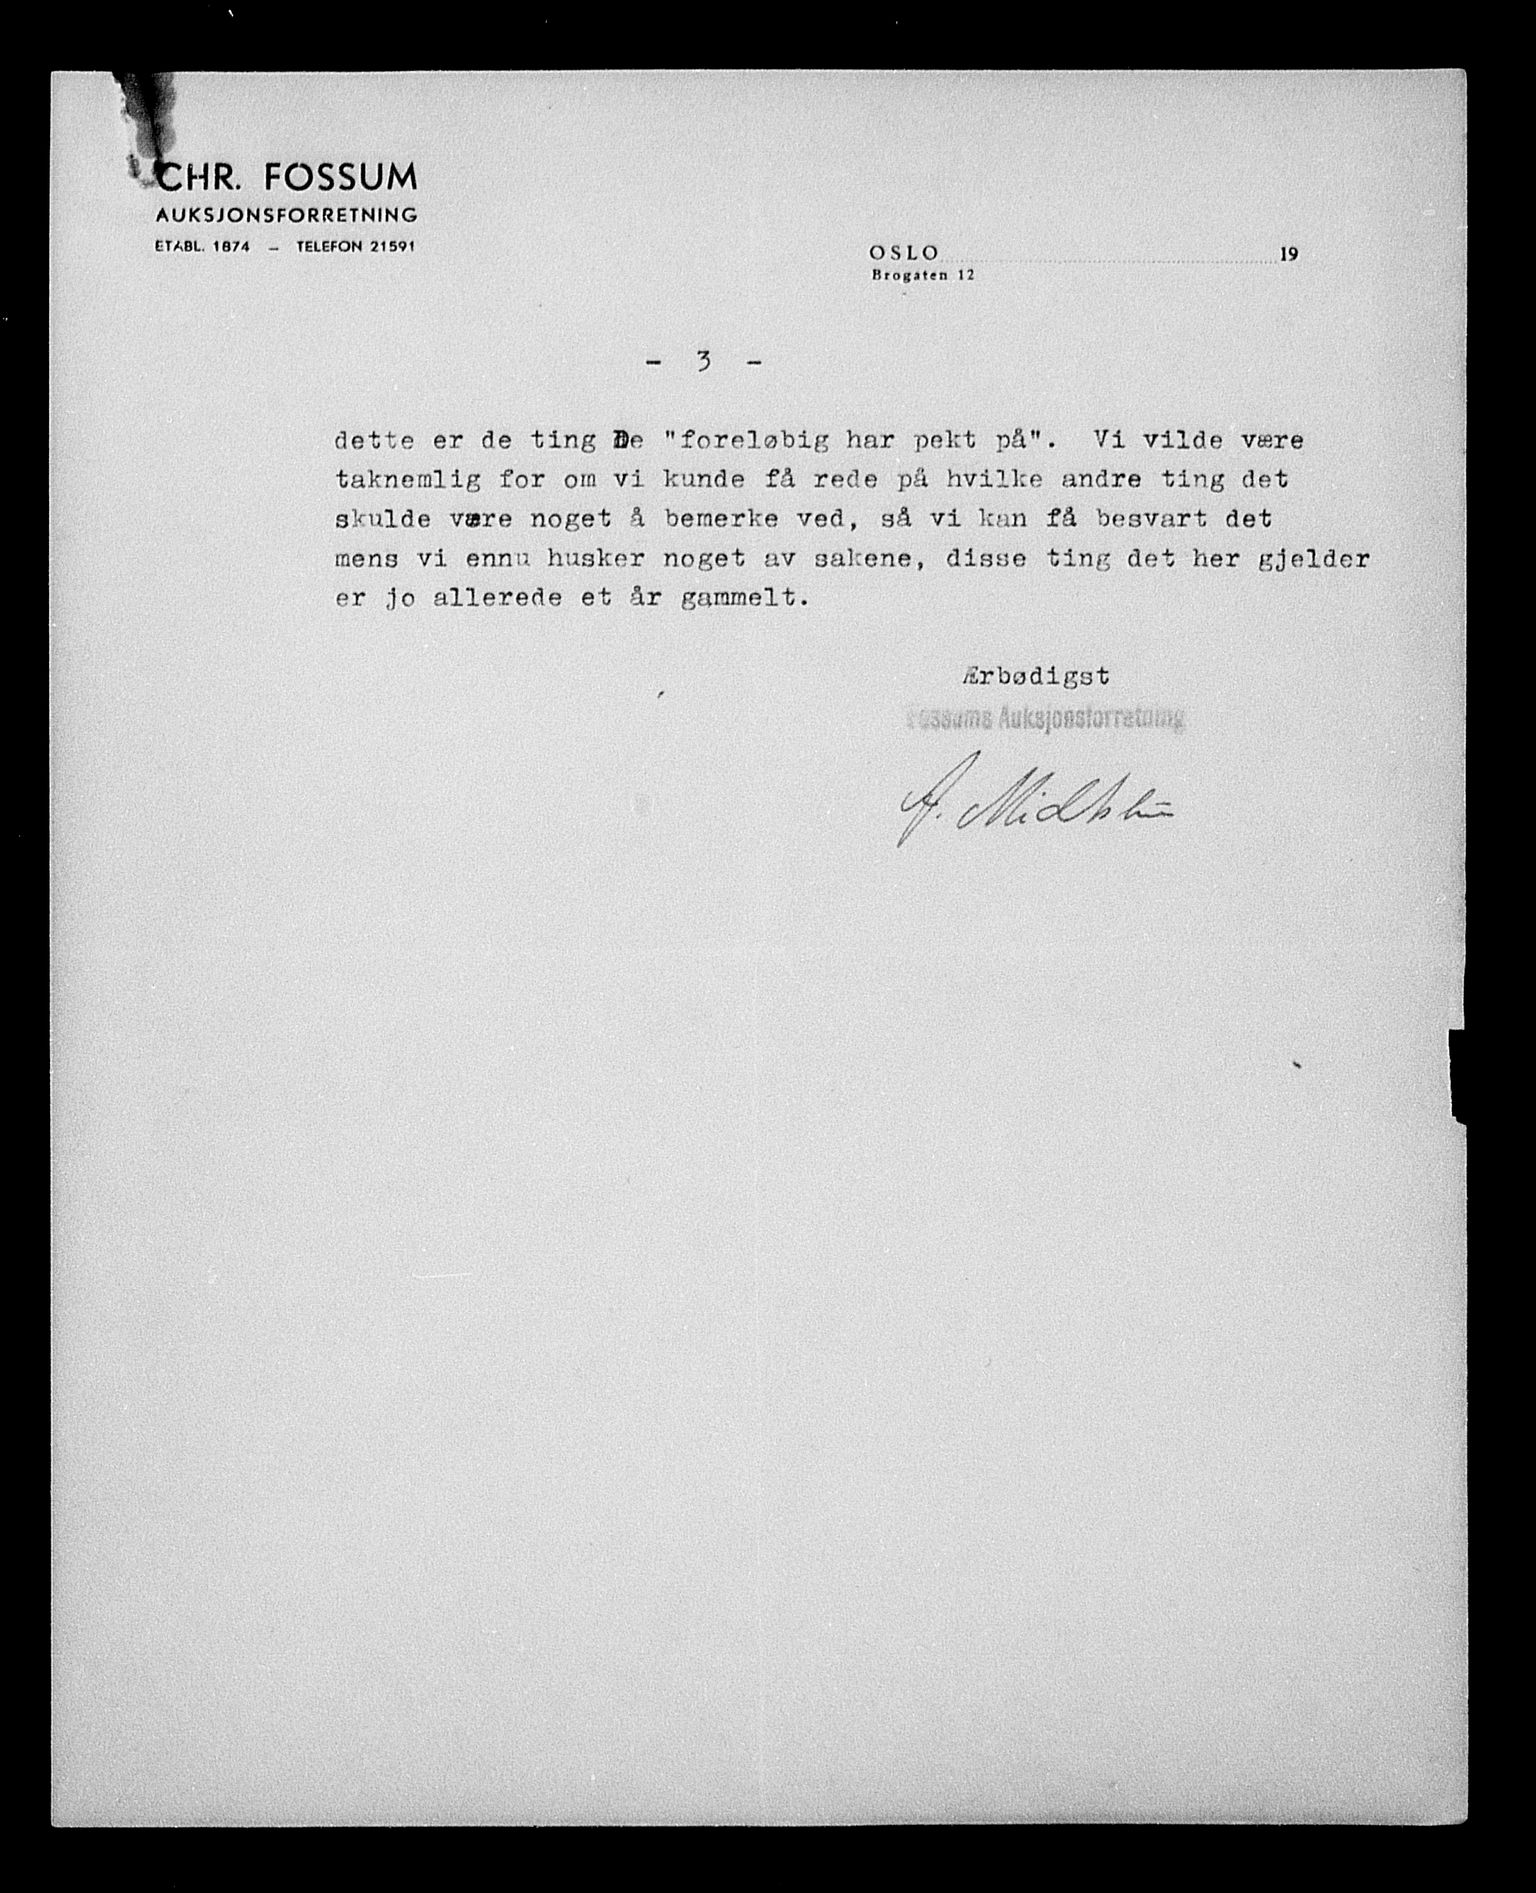 CHR. FOSSUM
AUKSJONSFORRETNING
ETABL. 1874 – TELEFON 21591
OSLO 19
Brogaten 12
- 3 -
dette er de ting De "foreløbig har pekt på". Vi vilde være
taknemlig for om vi kunde få rede på hvilke andre ting det
skulde være noget å bemerke ved, så vi kan få besvart det
mens vi ennu husker noget av sakene, disse ting det her gjelder
er jo allerede et år gammelt.
Ærbødigst
Fossums Auksjonsforretning
A.